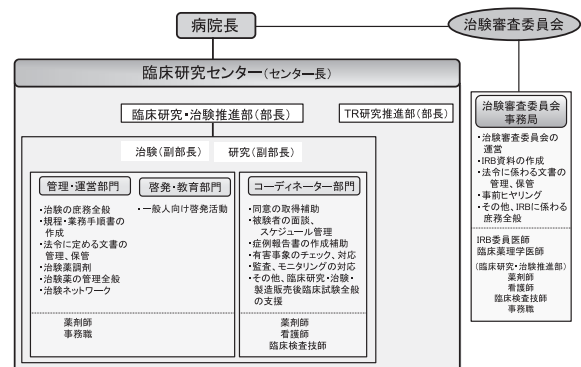 病院長
治験審査委員会
臨床研究センター(センター長)
臨床研究・治験推進部(部長)
TR研究推進部(部長)
治験(副部長)
研究(副部長)
管理・運営部門
・治験の庶務全般
・規程・業務手順書の
作成
・法令に定める文書の
管理、保管
・治験薬調剤
・治験薬の管理全般
・治験ネットワーク
薬剤師
事務職
啓発・教育部門
・一般人向け啓発活動
コーディネーター部門
・同意の取得補助
・被験者の面談、
スケジュール管理
・症例報告書の作成補助
・有害事象のチェック、対応
・監査、モニタリングの対応
・その他、臨床研究・治験・
製造販売後臨床試験全般
の支援
薬剤師
看護師
臨床検査技師
治験審査委員会
事務局
・治験審査委員会の
運営
・IRB資料の作成
・法令に係わる文書の
管理、保管
・事前ヒヤリング
・その他、IRBに係わる
庶務全般
IRB委員医師
臨床薬理学医師
(臨床研究・治験推進部)
薬剤師
看護師
臨床検査技師
事務職